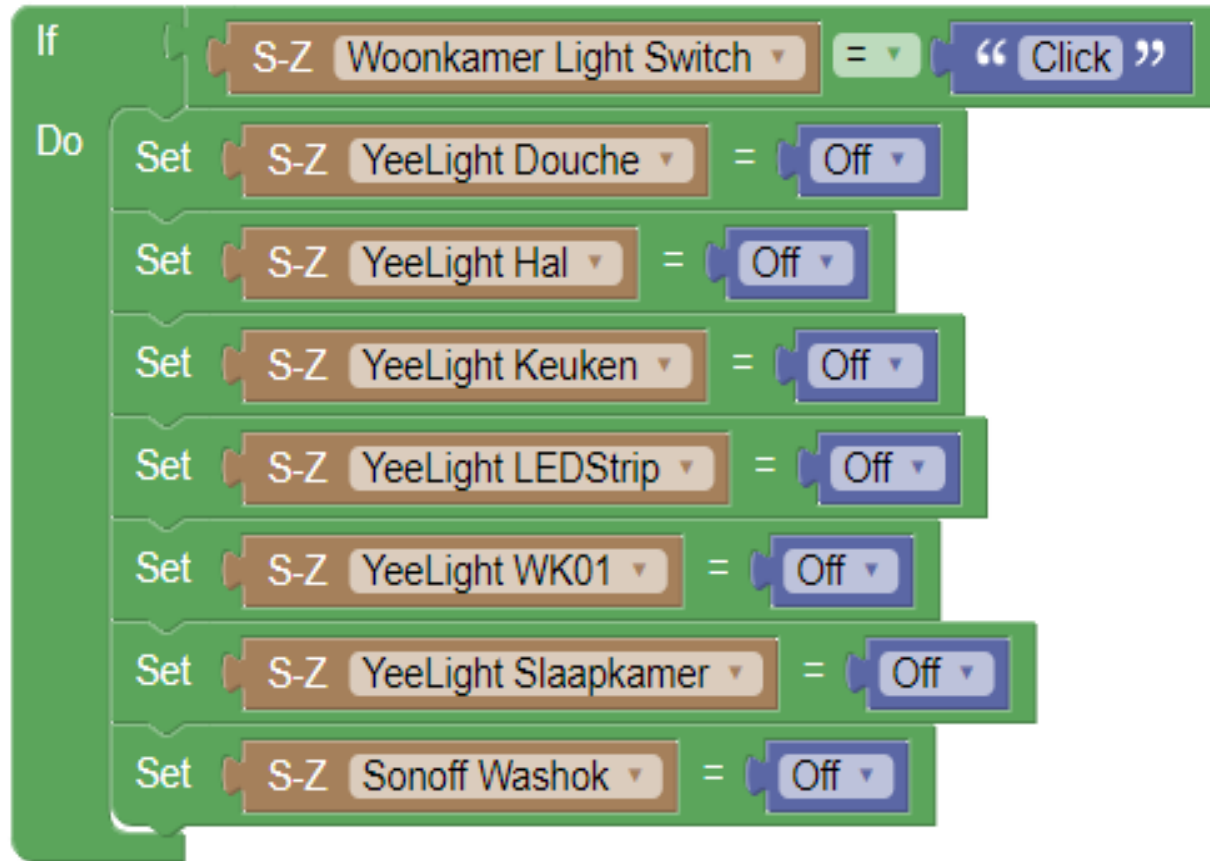 If S-Z Woonkamer Light Switch = “ Click ”
Do Set S-Z YeeLight Douche = Off
Set S-Z YeeLight Hal = Off
Set S-Z YeeLight Keuken = Off
Set S-Z YeeLight LEDStrip = Off
Set S-Z YeeLight WK01 = Off
Set S-Z YeeLight Slaapkamer = Off
Set S-Z Sonoff Washok = Off